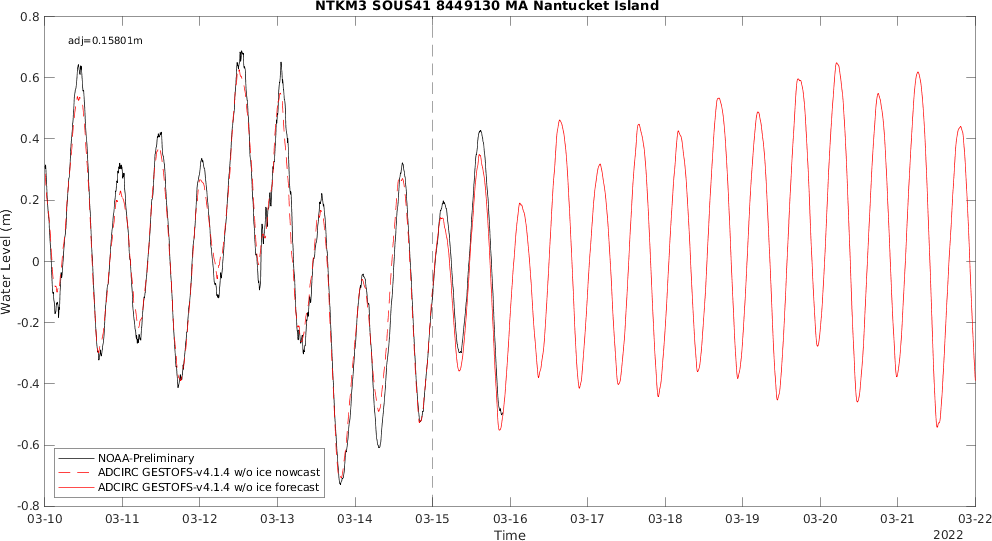 NTKM3 SOUS41 8449130 MA Nantucket Island
adj=0.15801m
0.8
0.6
0.4
0.2
0
-0.2
-0.4
-0.6
-0.8
Water Level (m)
NOAA-Preliminary
ADCIRC GESTOFS-v4.1.4 w/o ice nowcast
ADCIRC GESTOFS-v4.1.4 w/o ice forecast
03-10 03-11 03-12 03-13 03-14 03-15 03-16 03-17 03-18 03-19 03-20 03-21 03-22
Time
2022